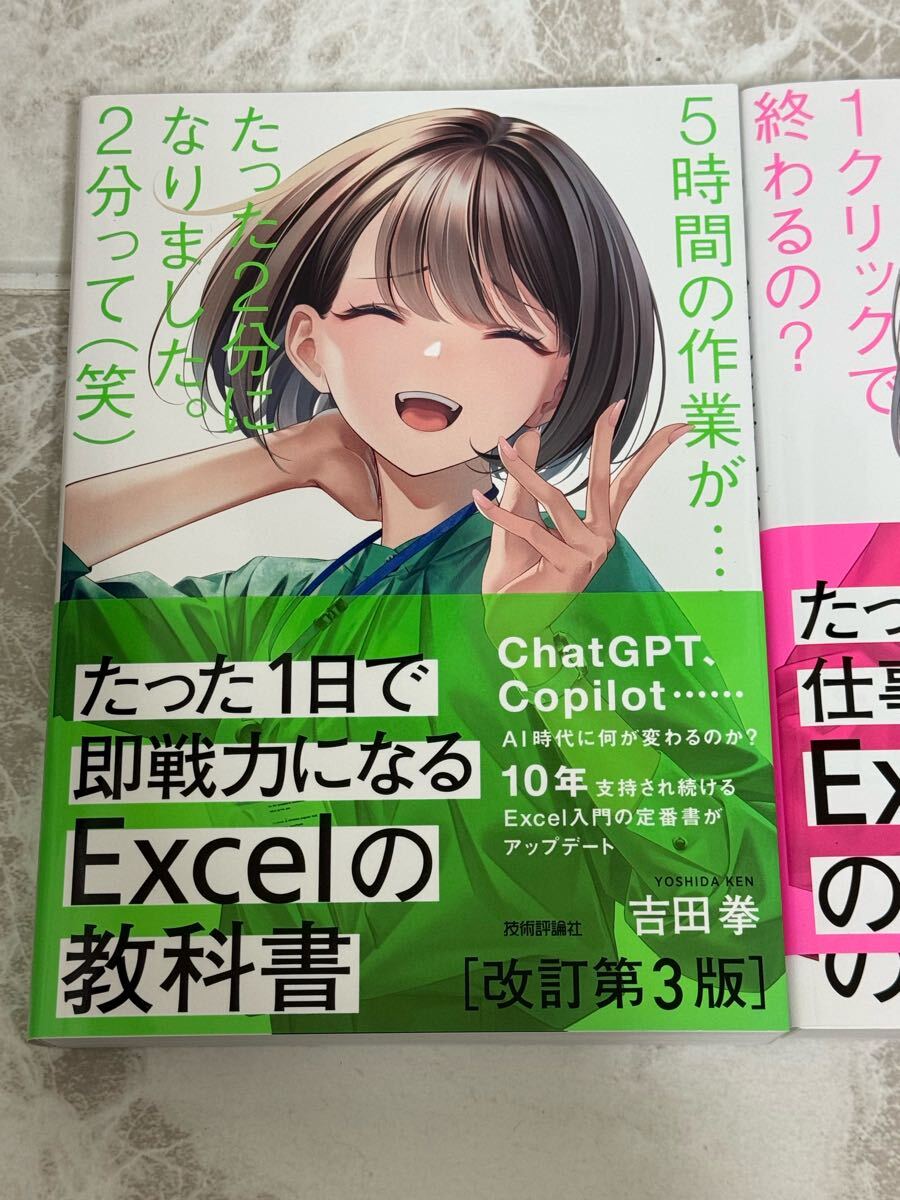 5時間の作業が……
たった2分に
なりました。
2分って(笑)
たった1日で
即戦力になる
Excelの
教科書
ChatGPT、
Copilot……
AI時代に何が変わるのか?
10年 支持され続ける
Excel入門の定番書が
アップデート
YOSHIDA KEN
吉田 拳
技術評論社
[改訂第3版]
1クリックで
終わるの?
たっ
仕事
Ex
の
の